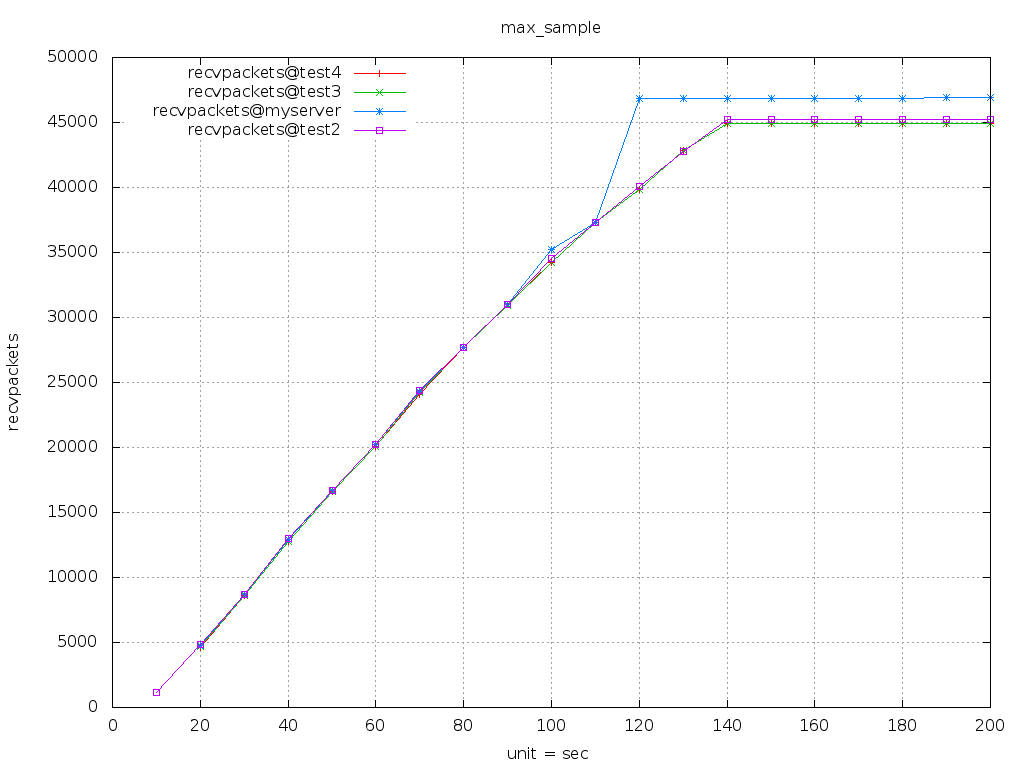 max_sample
recvpackets@test4
recvpackets@test3
recvpackets@myserver
recvpackets@test2
50000
45000
40000
35000
30000
25000
20000
15000
10000
5000
0
recvpackets
0 20 40 60 80 100 120 140 160 180 200
unit = sec